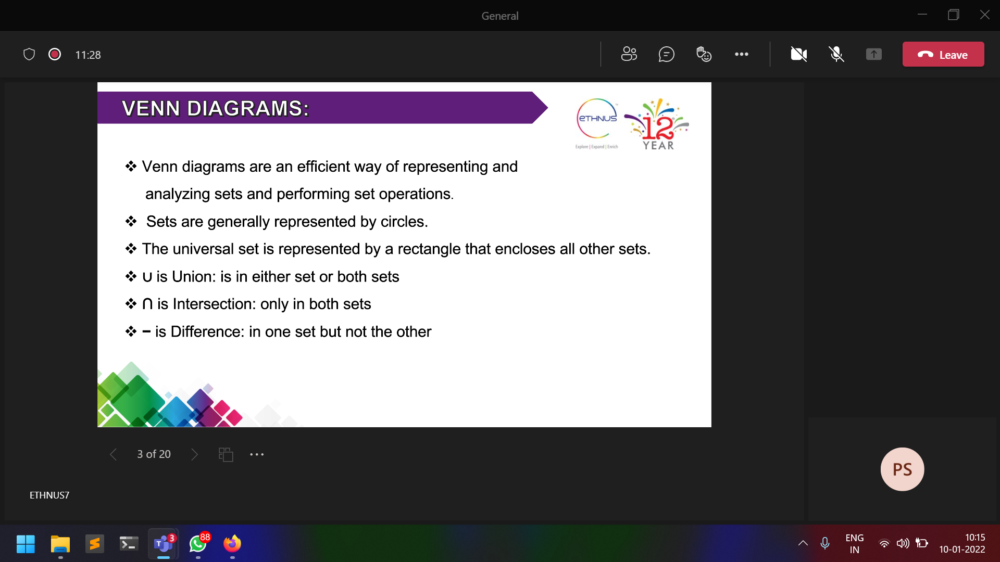 General
11:28
Leave
VENN DIAGRAMS:
eTHNUS
TM
Explore | Expand | Enrich
12th
YEAR
❖ Venn diagrams are an efficient way of representing and
analyzing sets and performing set operations.
❖ Sets are generally represented by circles.
❖ The universal set is represented by a rectangle that encloses all other sets.
❖ ∪ is Union: is in either set or both sets
❖ ∩ is Intersection: only in both sets
❖ – is Difference: in one set but not the other
3 of 20
PS
ETHNUS7
T
3
88
ENG
IN
10:15
10-01-2022